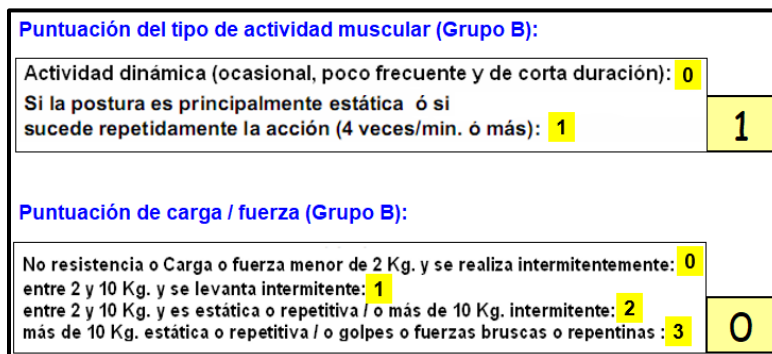 Puntuación del tipo de actividad muscular (Grupo B):
Actividad dinámica (ocasional, poco frecuente y de corta duración): 0
Si la postura es principalmente estática ó si
sucede repetidamente la acción (4 veces/min. ó más): 1
1
Puntuación de carga / fuerza (Grupo B):
No resistencia o Carga o fuerza menor de 2 Kg. y se realiza intermitentemente: 0
entre 2 y 10 Kg. y se levanta intermitente: 1
entre 2 y 10 Kg. y es estática o repetitiva / o más de 10 Kg. intermitente: 2
más de 10 Kg. estática o repetitiva / o golpes o fuerzas bruscas o repentinas : 3
0